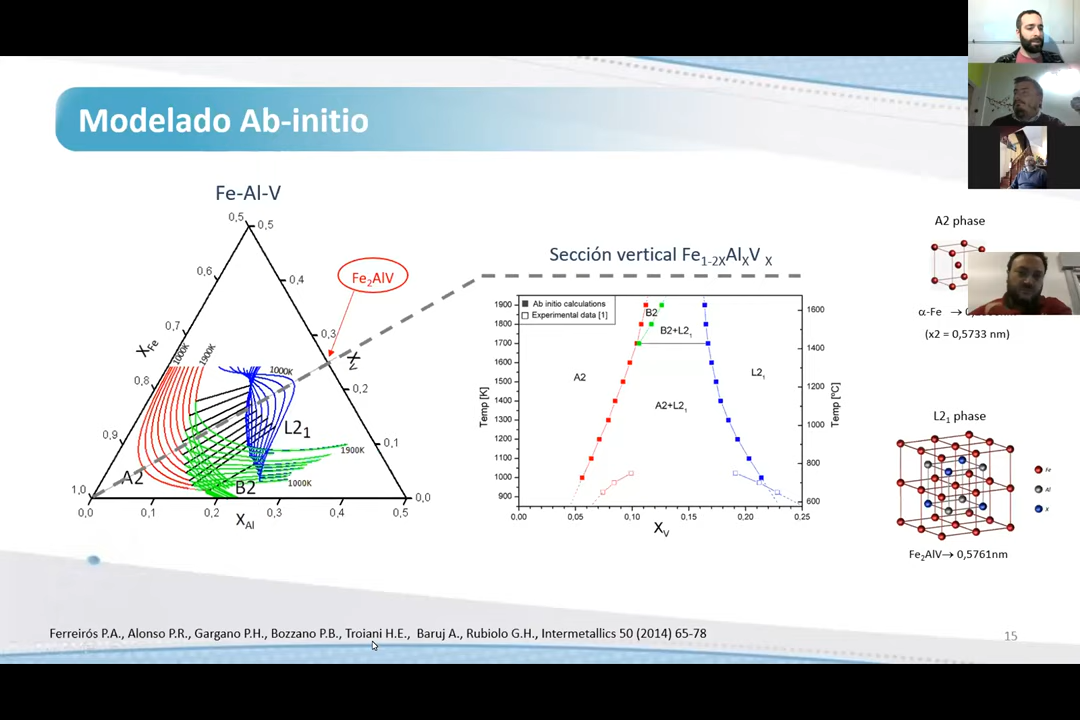 Modelado Ab-initio
Fe-Al-V
0,5
0,5
0,6
0,4
Fe2AlV
0,7
0,3
XFe
1000K
1900K
XV
0,8
1000K
0,2
0,9
L21
0,1
1900K
A2
B2
1000K
1,0
0,0
0,0
0,1
0,2
0,3
0,4
0,5
XAl
Sección vertical Fe1-2XAlXV X
Ab initio calculations
Experimental data [1]
1900
1800
1700
1600
1500
1400
1300
1200
1100
1000
900
Temp [K]
B2
B2+L21
A2
A2+L21
L21
1600
1400
1200
1000
800
600
Temp [ºC]
0,00
0,05
0,10
0,15
0,20
0,25
XV
A2 phase
α-Fe →
(x2 = 0,5733 nm)
L21 phase
Fe
Al
X
Fe2AlV→ 0,5761nm
Ferreirós P.A., Alonso P.R., Gargano P.H., Bozzano P.B., Troiani H.E., Baruj A., Rubiolo G.H., Intermetallics 50 (2014) 65-78
15